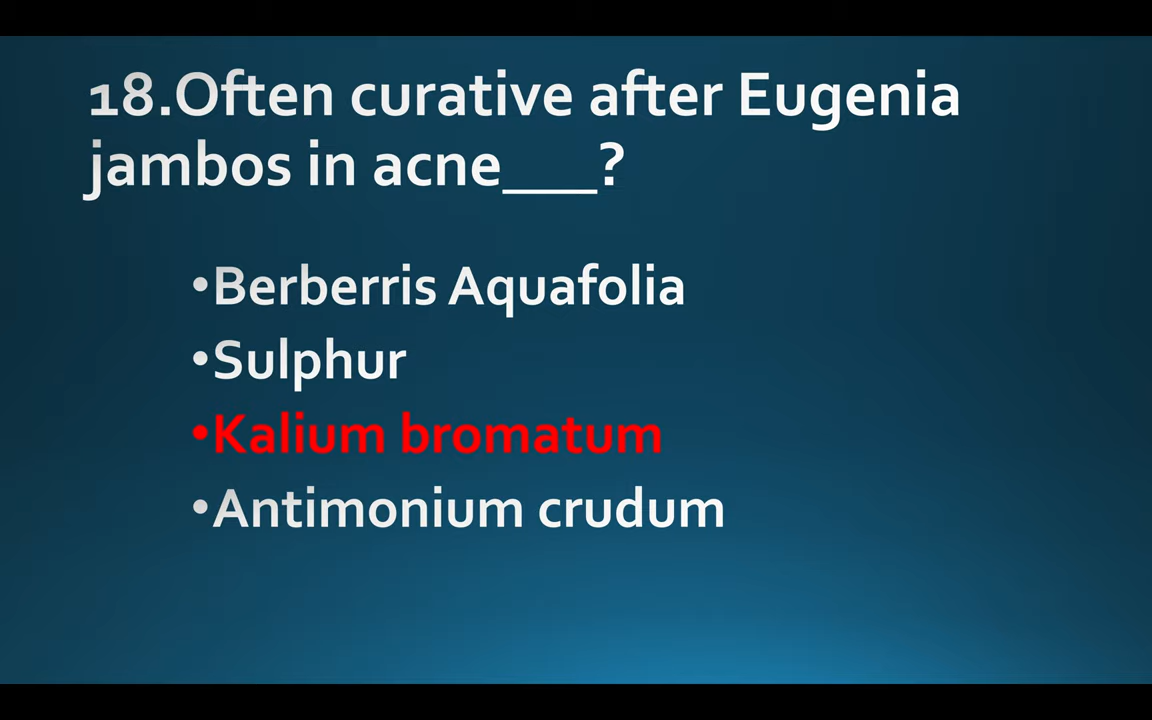 18.Often curative after Eugenia
jambos in acne___?
•Berberris Aquafolia
•Sulphur
•Kalium bromatum
•Antimonium crudum